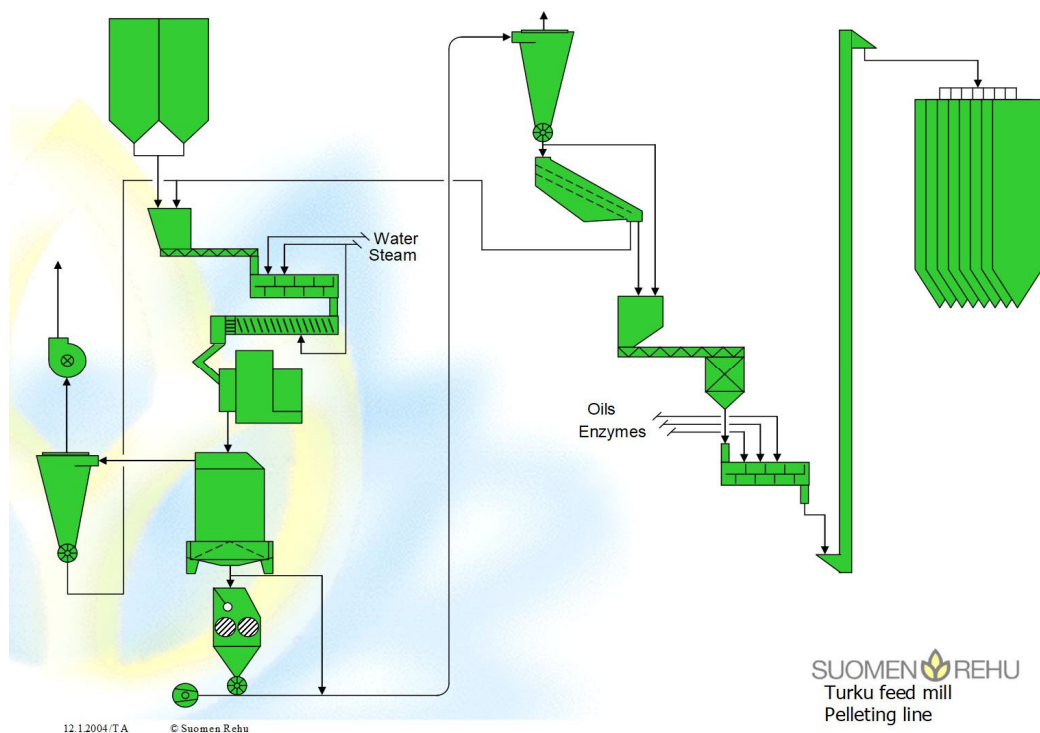 Water
Steam
Oils
Enzymes
SUOMEN REHU
Turku feed mill
Pelleting line
12.1.2004/TA © Suomen Rehu